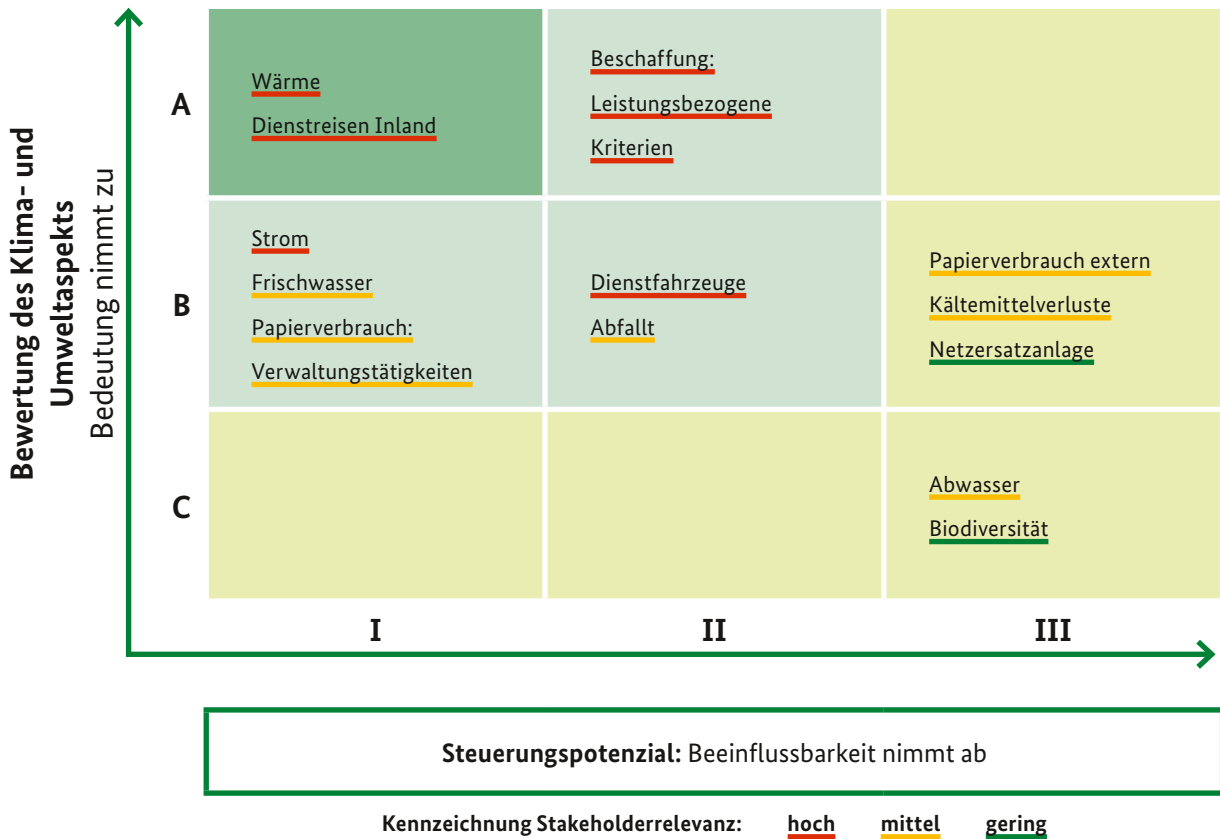 Bewertung des Klima- und
Umweltaspekts
Bedeutung nimmt zu
A
Wärme
Dienstreisen Inland
Beschaffung:
Leistungsbezogene
Kriterien
B
Strom
Frischwasser
Papierverbrauch:
Verwaltungstätigkeiten
Dienstfahrzeuge
Abfallt
Papierverbrauch extern
Kältemittelverluste
Netzersatzanlage
C
Abwasser
Biodiversität
I II III
Steuerungspotenzial: Beeinflussbarkeit nimmt ab
Kennzeichnung Stakeholderrelevanz: hoch mittel gering